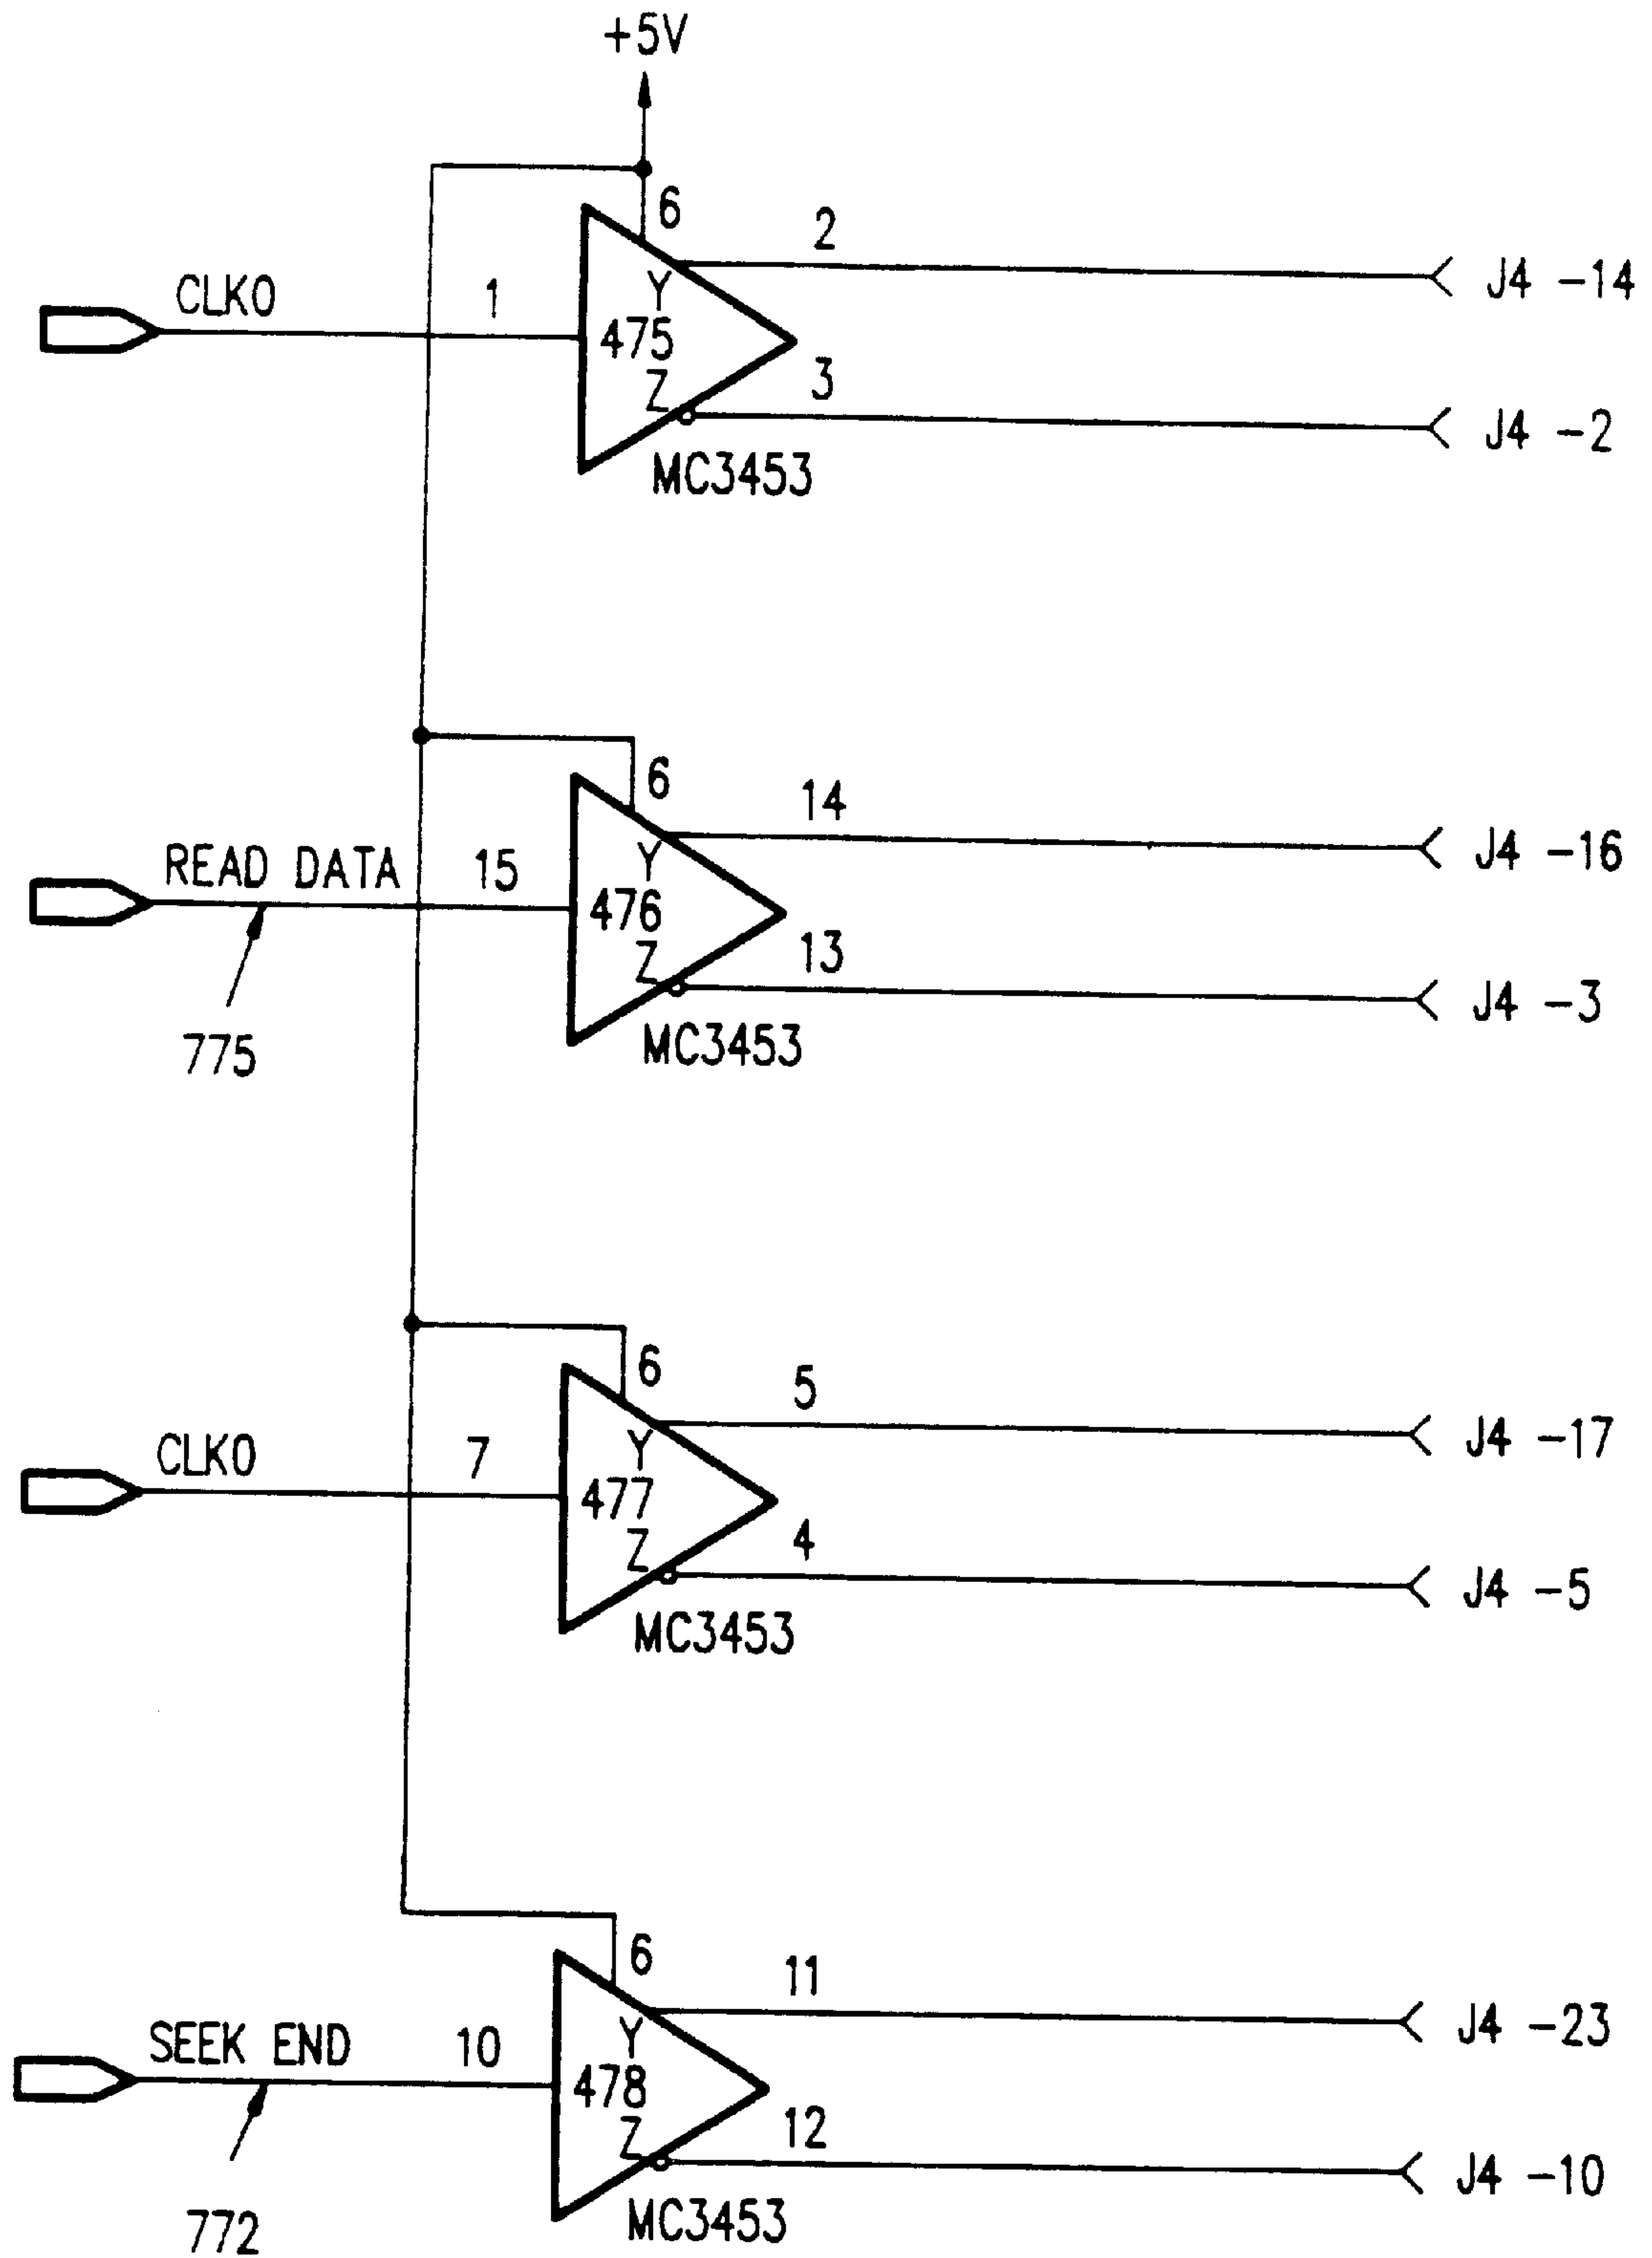 +5V
6
2
CLK0
1
Y
J4 -14
475
3
Z
J4 -2
MC3453
6
14
READ DATA
15
Y
J4 -16
476
13
Z
J4 -3
775
MC3453
6
5
CLK0
7
Y
J4 -17
477
4
Z
J4 -5
MC3453
6
11
SEEK END
10
Y
J4 -23
478
12
Z
J4 -10
772
MC3453